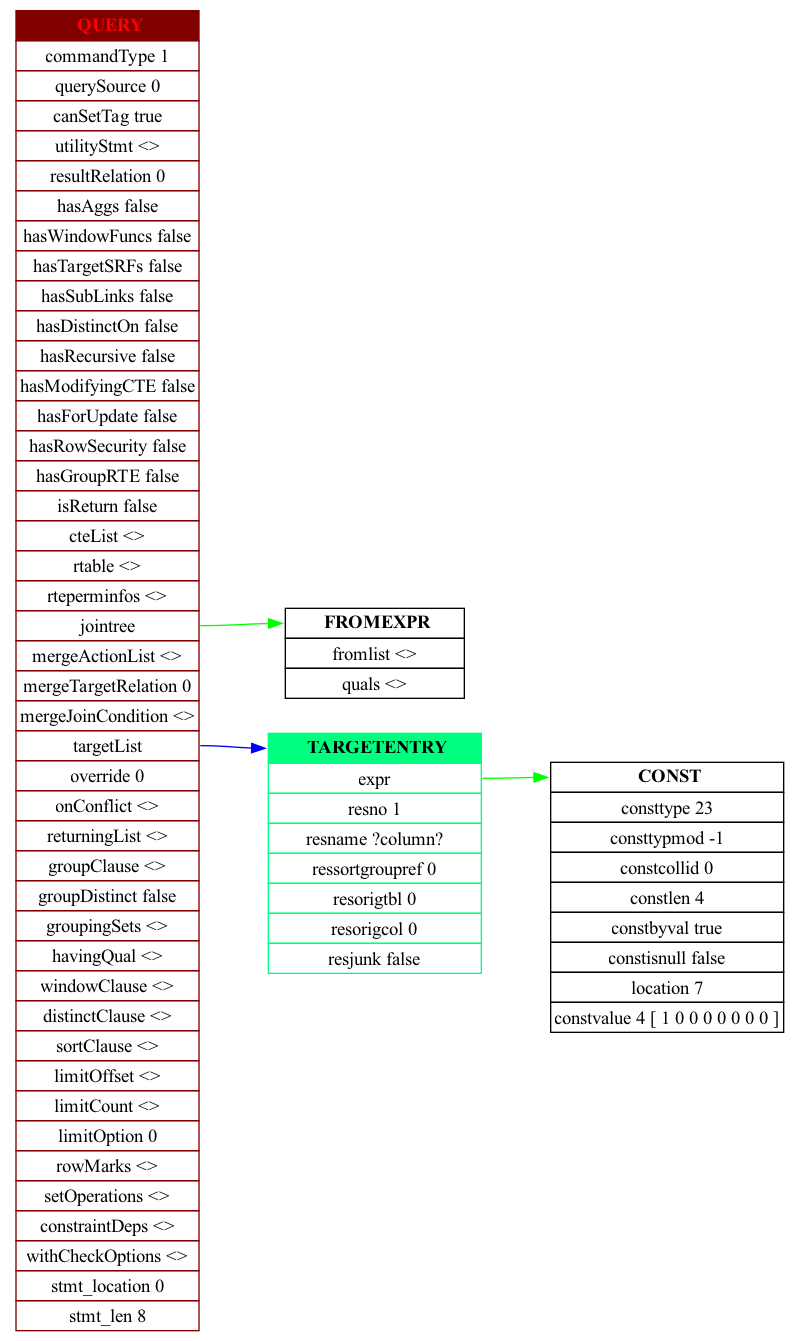 QUERY
commandType 1
querySource 0
canSetTag true
utilityStmt <>
resultRelation 0
hasAggs false
hasWindowFuncs false
hasTargetSRFs false
hasSubLinks false
hasDistinctOn false
hasRecursive false
hasModifyingCTE false
hasForUpdate false
hasRowSecurity false
hasGroupRTE false
isReturn false
cteList <>
rtable <>
rteperminfos <>
jointree
mergeActionList <>
mergeTargetRelation 0
mergeJoinCondition <>
targetList
override 0
onConflict <>
returningList <>
groupClause <>
groupDistinct false
groupingSets <>
havingQual <>
windowClause <>
distinctClause <>
sortClause <>
limitOffset <>
limitCount <>
limitOption 0
rowMarks <>
setOperations <>
constraintDeps <>
withCheckOptions <>
stmt_location 0
stmt_len 8
FROMEXPR
fromlist <>
quals <>
TARGETENTRY
expr
resno 1
resname ?column?
ressortgroupref 0
resorigtbl 0
resorigcol 0
resjunk false
CONST
consttype 23
consttypmod -1
constcollid 0
constlen 4
constbyval true
constisnull false
location 7
constvalue 4 [ 1 0 0 0 0 0 0 0 ]